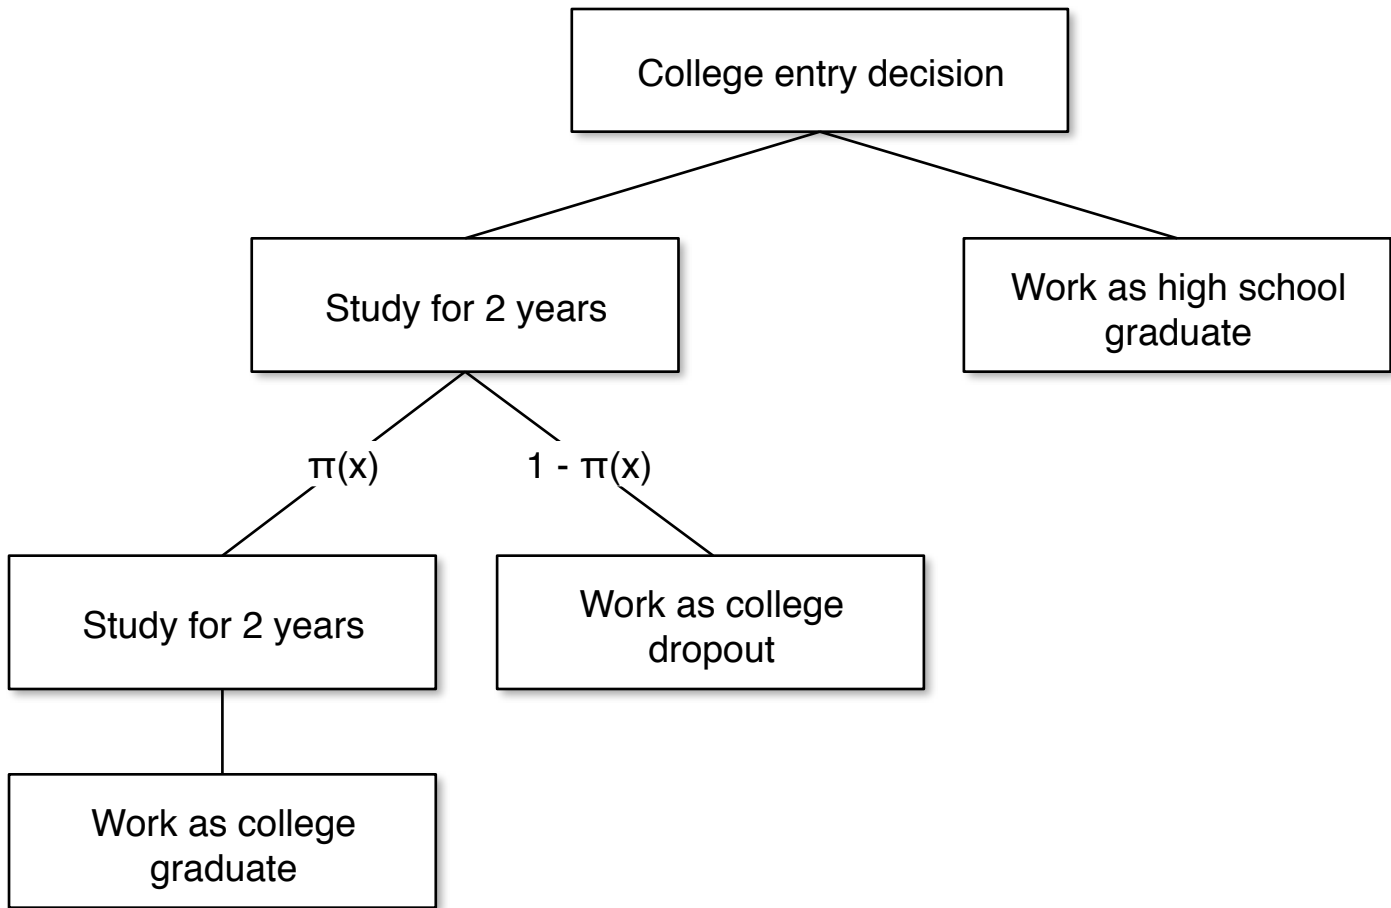 College entry decision
Study for 2 years
Work as high school
graduate
π(x)
1 - π(x)
Study for 2 years
Work as college
dropout
Work as college
graduate